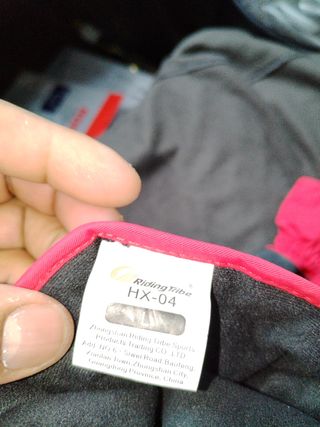 Riding Tribe
HX-04
Zhongshan Riding Tribe Sports
Products Trading CO. LTD
Road, Baofeng
Town, Zhongshan City
Guangdong Province, China